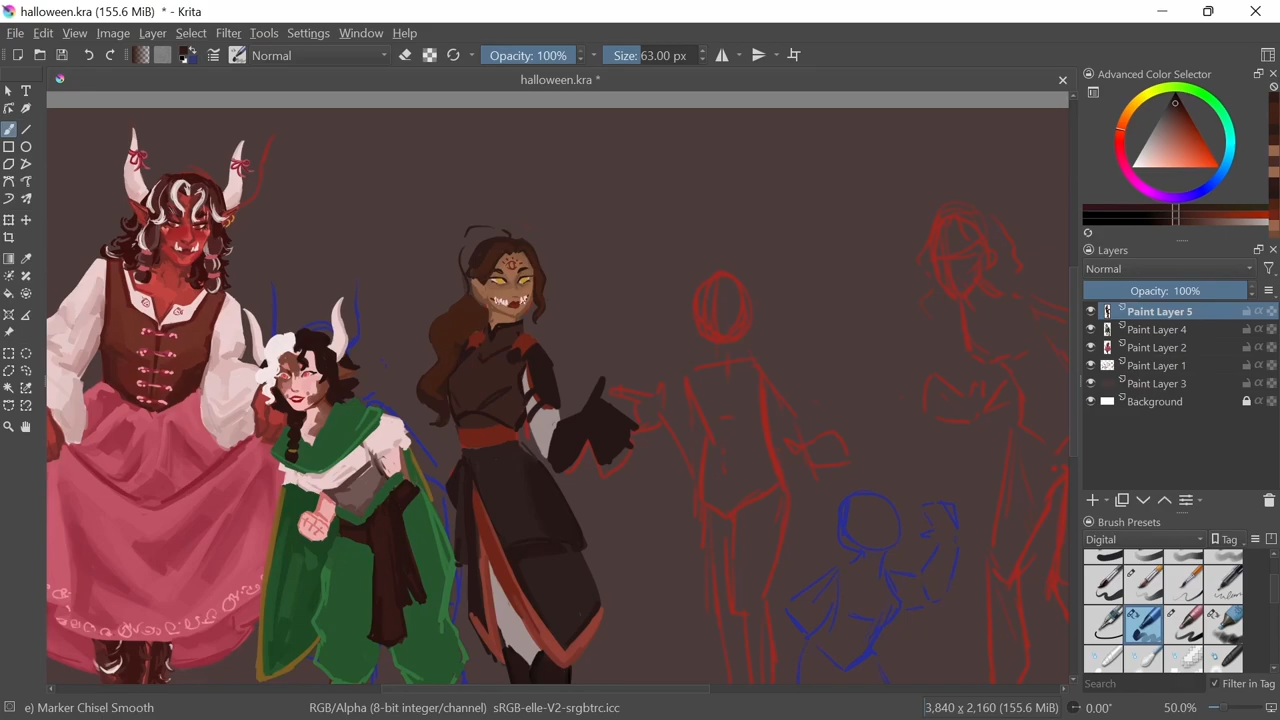 halloween.kra (155.6 MiB)  * - Krita
File Edit View Image Layer Select Filter Tools Settings Window Help
Normal
Opacity: 100%
Size: 63.00 px
halloween.kra *
Advanced Color Selector
Layers
Normal
Opacity: 100%
Paint Layer 5
Paint Layer 4
Paint Layer 2
Paint Layer 1
Paint Layer 3
Background
Brush Presets
Digital
Tag
Search
Filter in Tag
e) Marker Chisel Smooth
RGB/Alpha (8-bit integer/channel)  sRGB-elle-V2-srgbtrc.icc
3,840 x 2,160 (155.6 MiB)
0.00°
50.0%